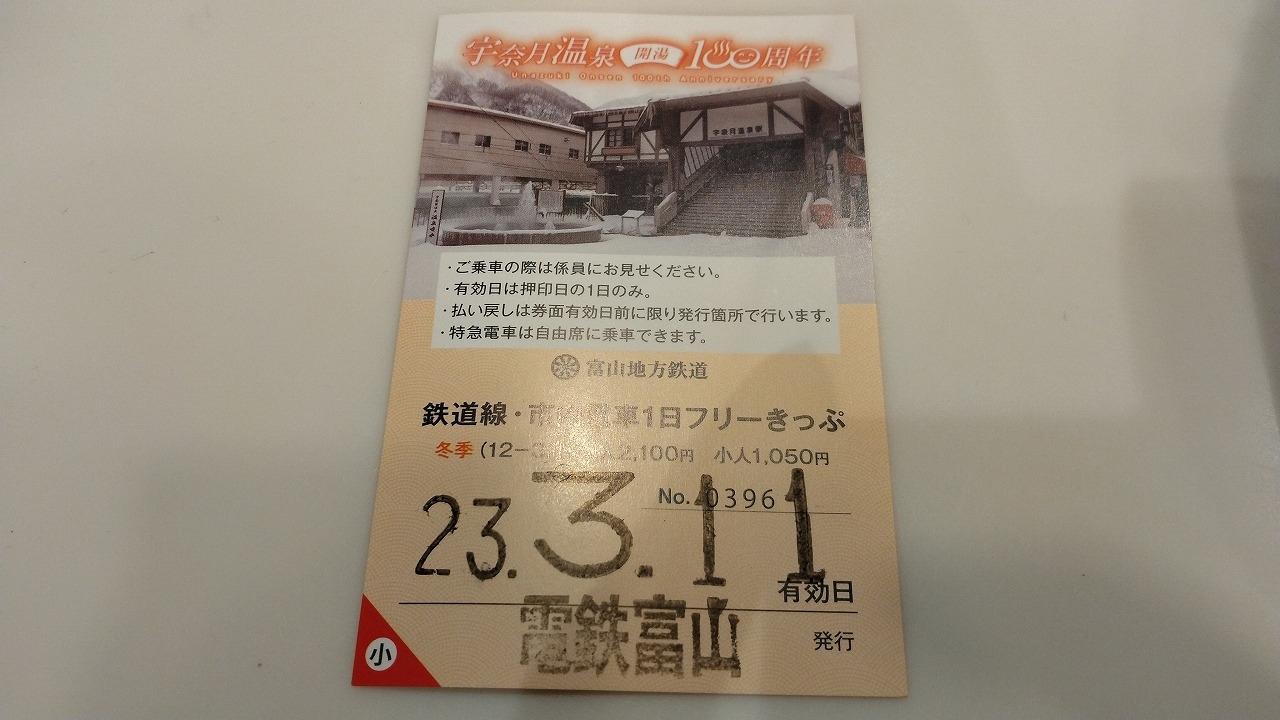 宇奈月温泉 開湯 100周年
Unazuki Onsen 100th Anniversary
宇奈月温泉駅
・ご乗車の際は係員にお見せください。
・有効日は押印日の1日のみ。
・払い戻しは券面有効日前に限り発行箇所で行います。
・特急電車は自由席に乗車できます。
富山地方鉄道
鉄道線・市内電車1日フリーきっぷ
冬季 (12−3 2,100円 小人1,050円
No. 0396
23.3.11
有効日
電鉄富山
発行
小